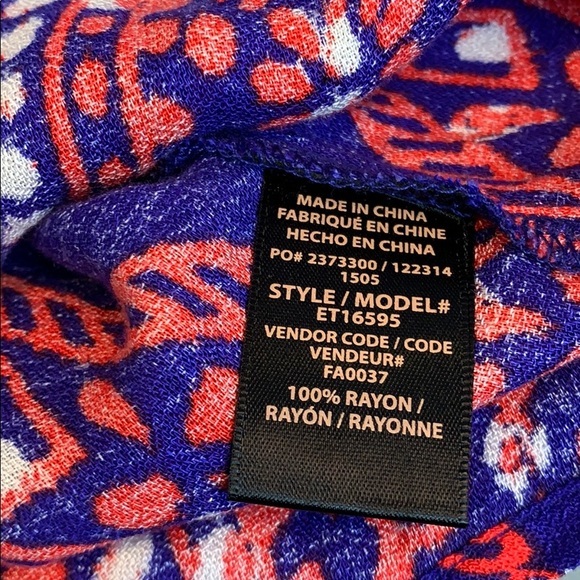 MADE IN CHINA
FABRIQUÉ EN CHINE
HECHO EN CHINA
PO# 2373300 / 122314
1505
STYLE / MODEL#
ET16595
VENDOR CODE / CODE
VENDEUR#
FA0037
100% RAYON /
RAYÓN / RAYONNE